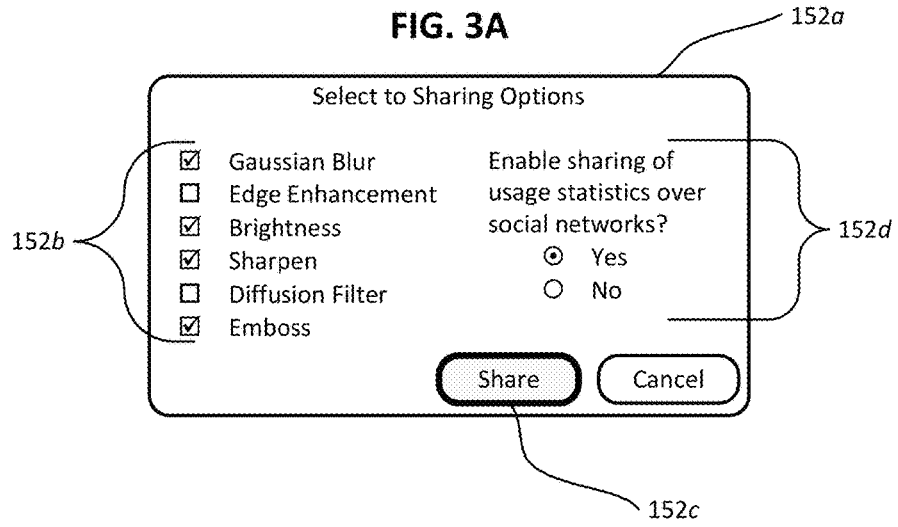 FIG. 3A
152a
Select to Sharing Options
Gaussian Blur
Edge Enhancement
Brightness
Sharpen
Diffusion Filter
Emboss
152b
Enable sharing of
usage statistics over
social networks?
Yes
No
152d
Share
Cancel
152c